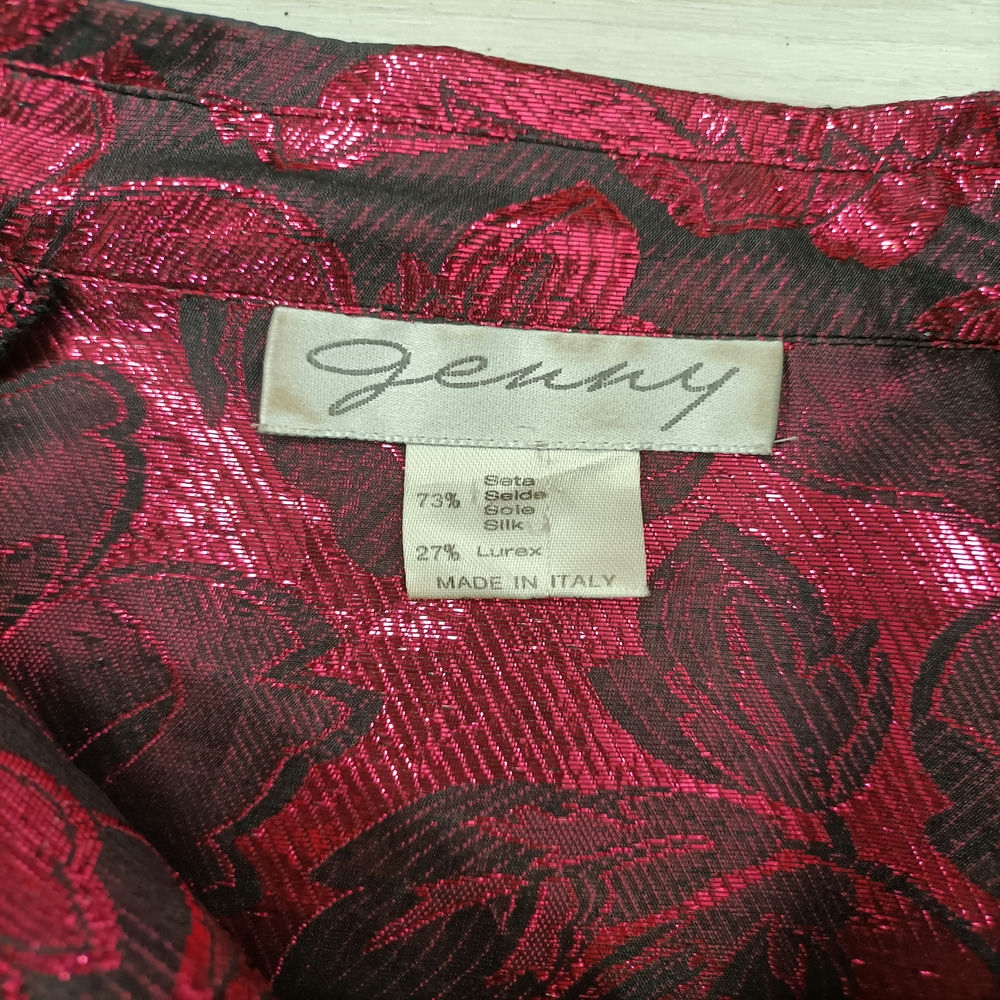 genny
Seta
73% Seide
Soie
Silk
27% Lurex
MADE IN ITALY